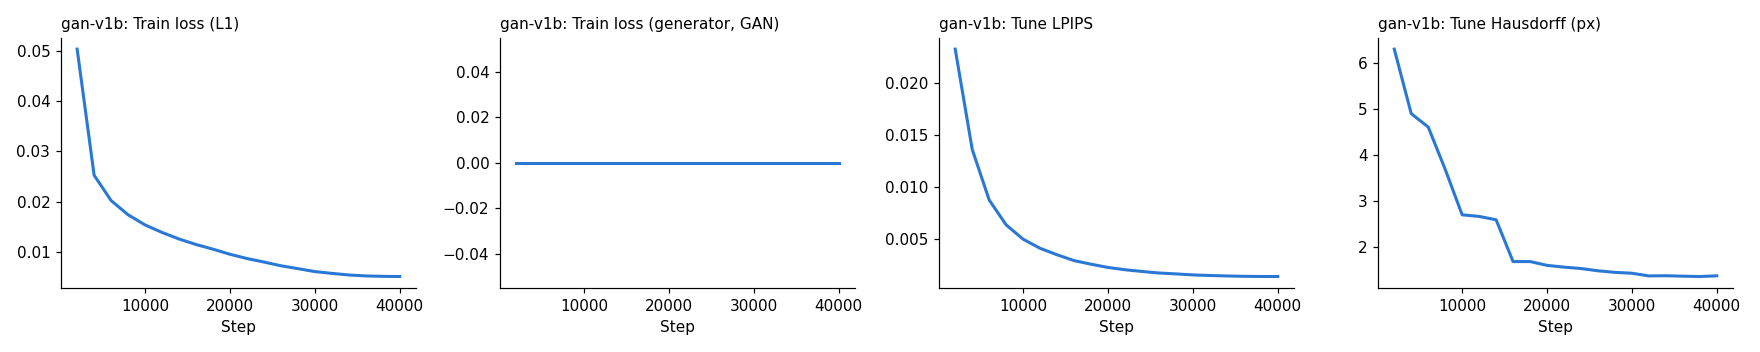 gan-v1b: Train loss (L1)
0.05
0.04
0.03
0.02
0.01
10000 20000 30000 40000
Step
gan-v1b: Train loss (generator, GAN)
0.04
0.02
0.00
−0.02
−0.04
10000 20000 30000 40000
Step
gan-v1b: Tune LPIPS
0.020
0.015
0.010
0.005
10000 20000 30000 40000
Step
gan-v1b: Tune Hausdorff (px)
6
5
4
3
2
10000 20000 30000 40000
Step